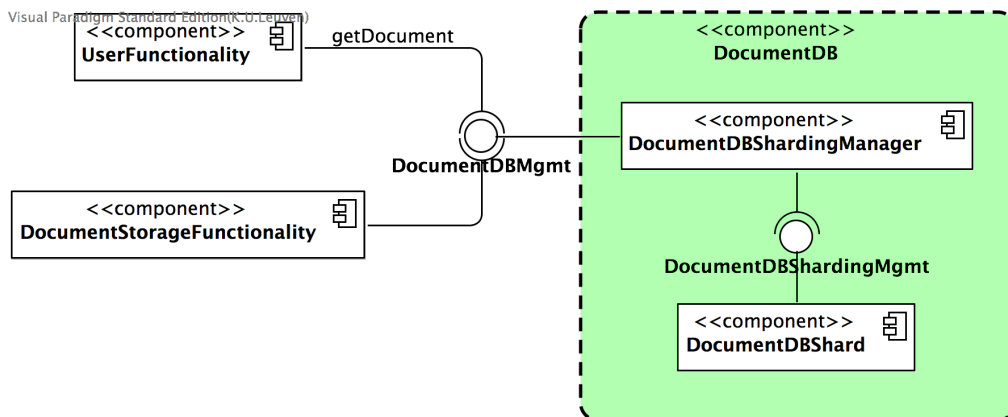 Visual Paradigm Standard Edition(K.U.Leuven)
<<component>>
UserFunctionality
getDocument
<<component>>
DocumentDB
<<component>>
DocumentDBShardingManager
DocumentDBMgmt
<<component>>
DocumentStorageFunctionality
DocumentDBShardingMgmt
<<component>>
DocumentDBShard